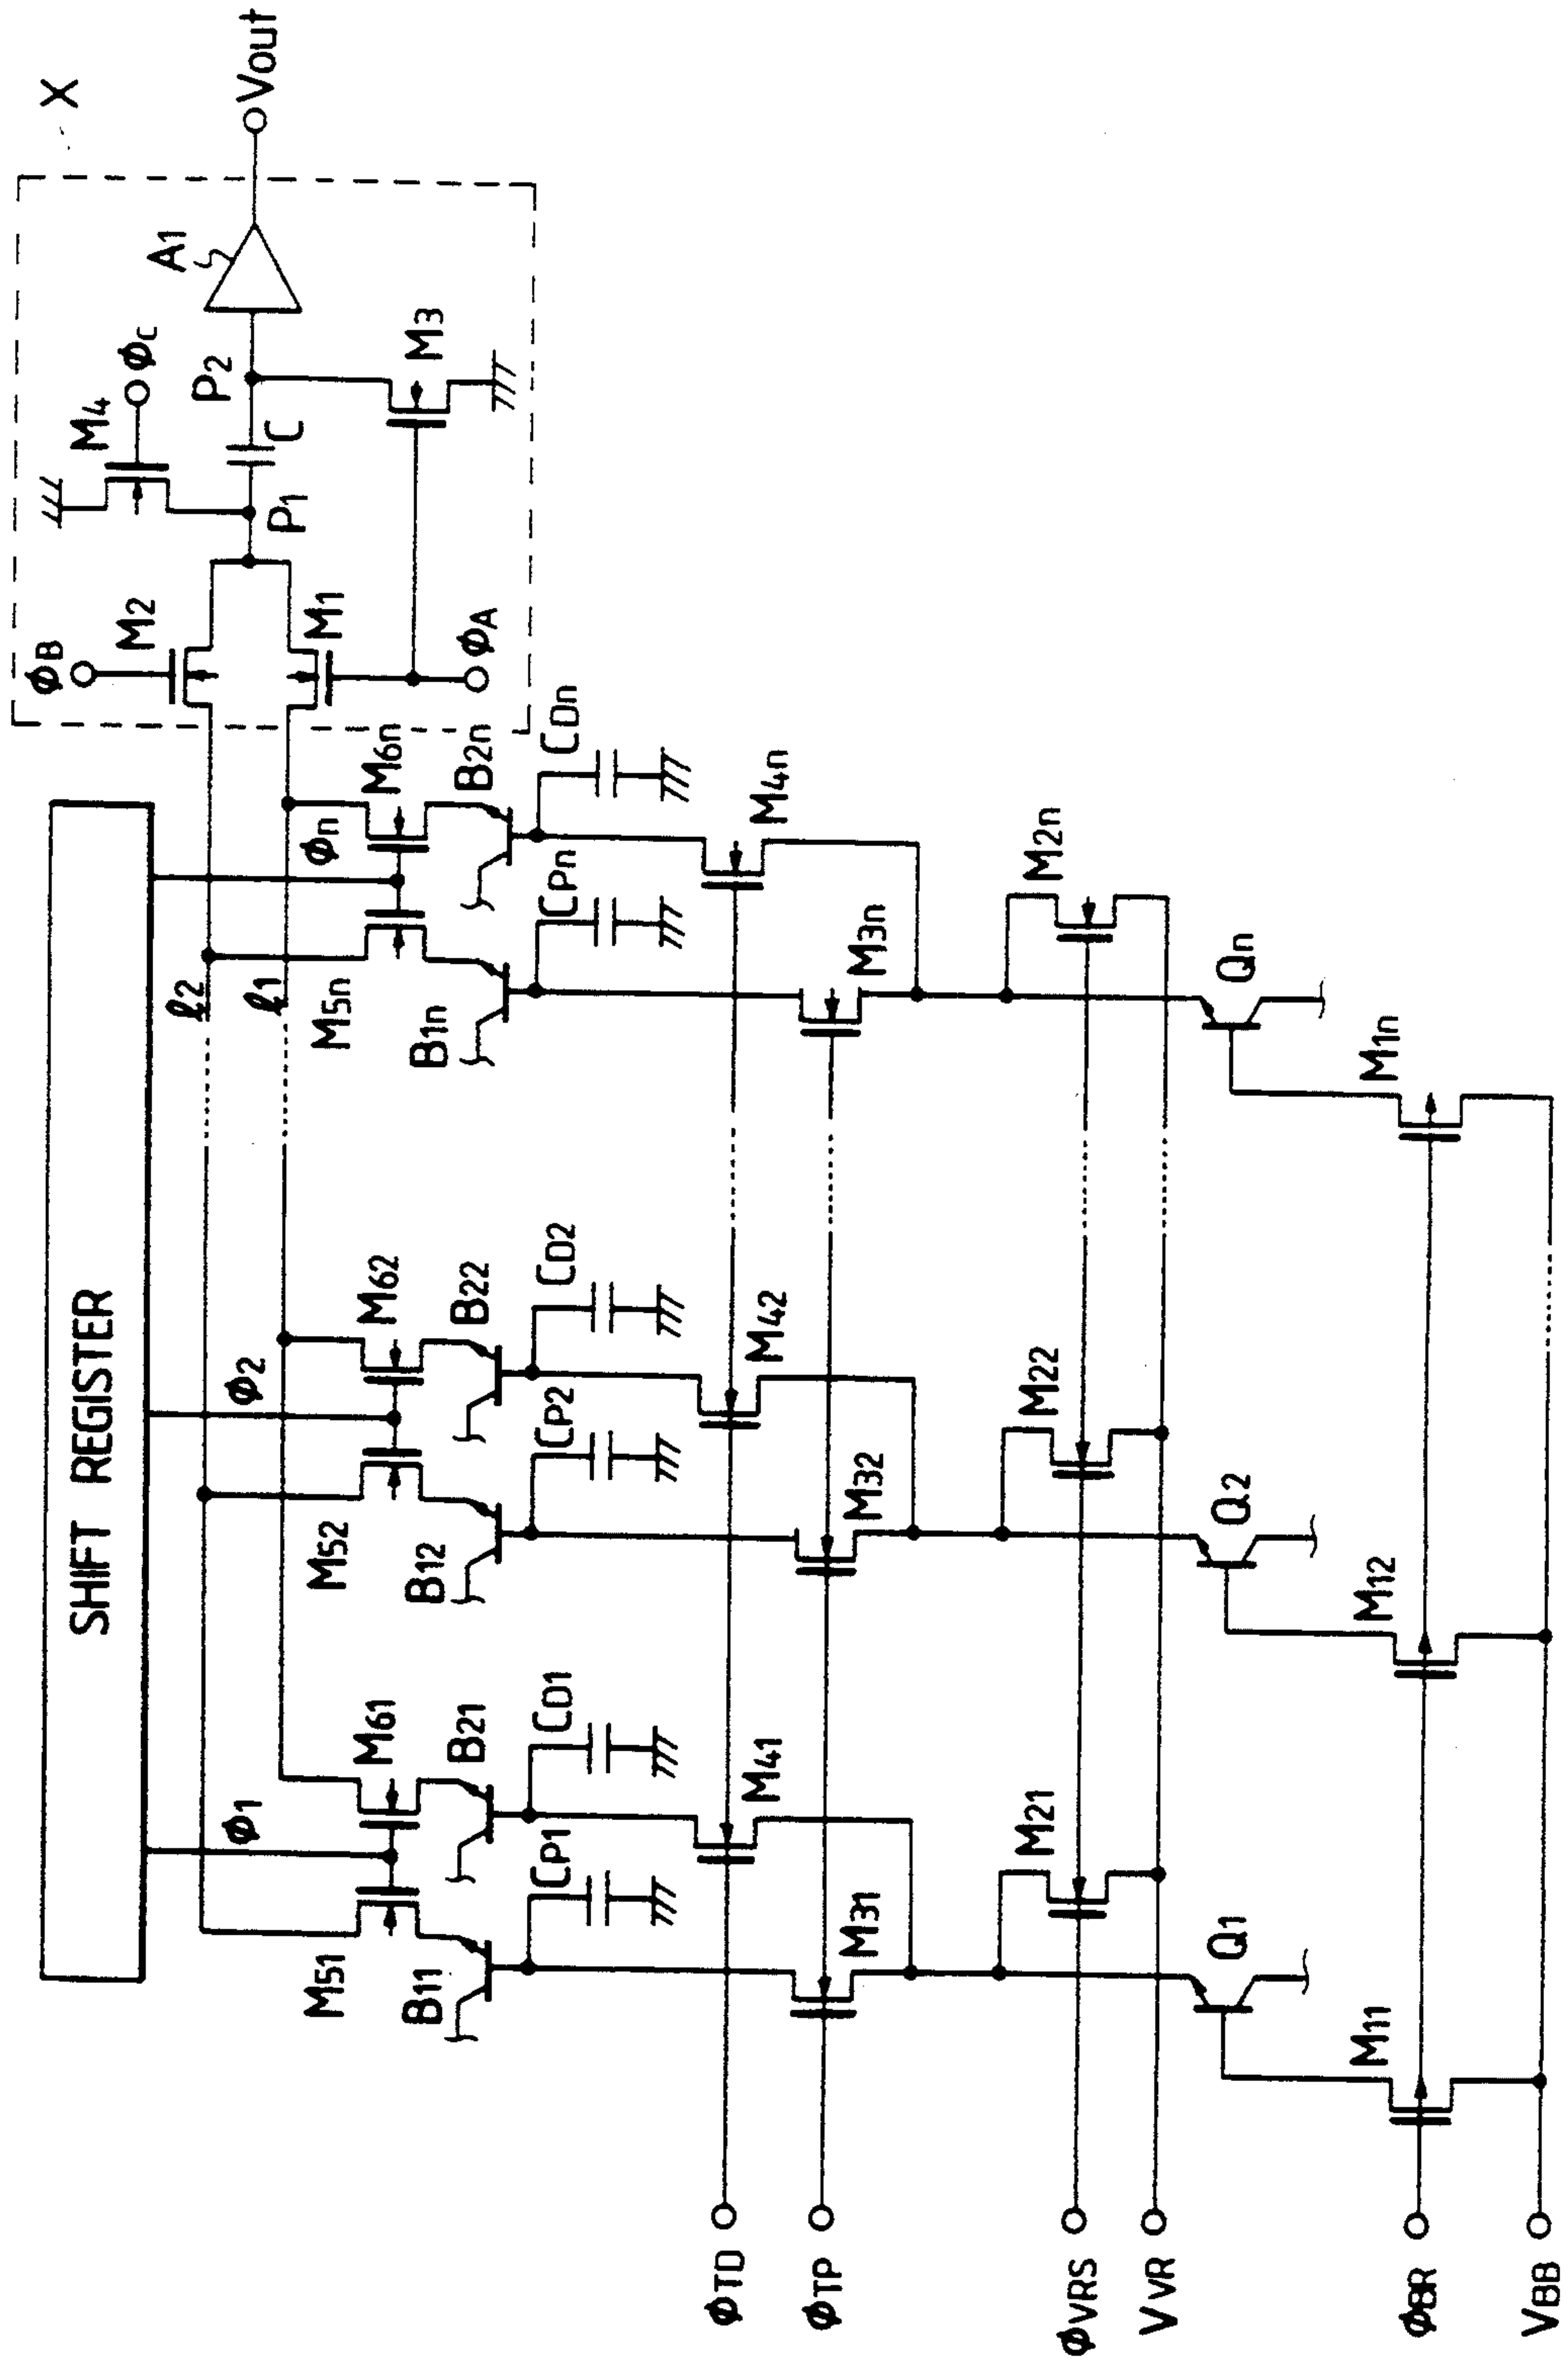 X
SHIFT REGISTER
ϕB
M2
M4
ϕC
A1
Vout
P1
C
P2
M1
M3
ϕA
ℓ2
ℓ1
ϕ1
ϕ2
ϕn
M51
M61
M52
M62
M5n
M6n
B11
B21
B12
B22
B1n
B2n
CP1
CD1
CP2
CD2
CPn
CDn
ϕTD
M41
M42
M4n
ϕTP
M31
M32
M3n
ϕVRS
M21
M22
M2n
VVR
Q1
Q2
Qn
ϕBR
M11
M12
M1n
VBB